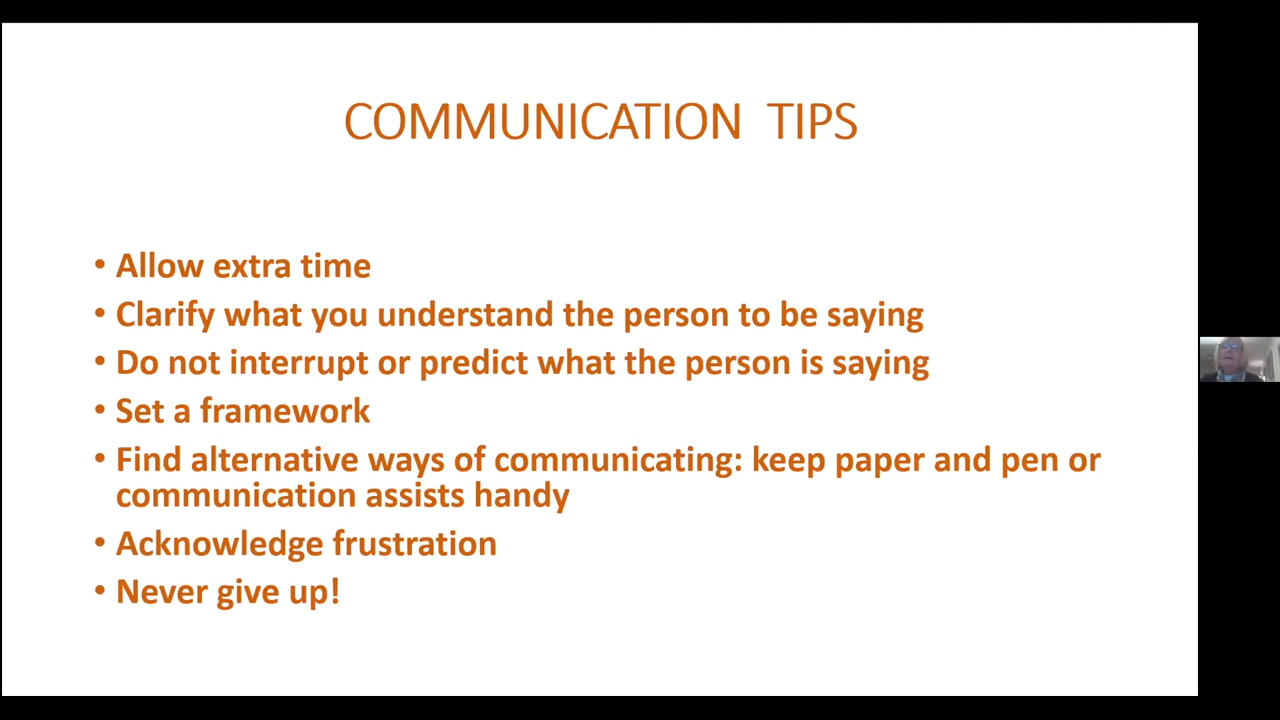 COMMUNICATION TIPS
• Allow extra time
• Clarify what you understand the person to be saying
• Do not interrupt or predict what the person is saying
• Set a framework
• Find alternative ways of communicating: keep paper and pen or
communication assists handy
• Acknowledge frustration
• Never give up!